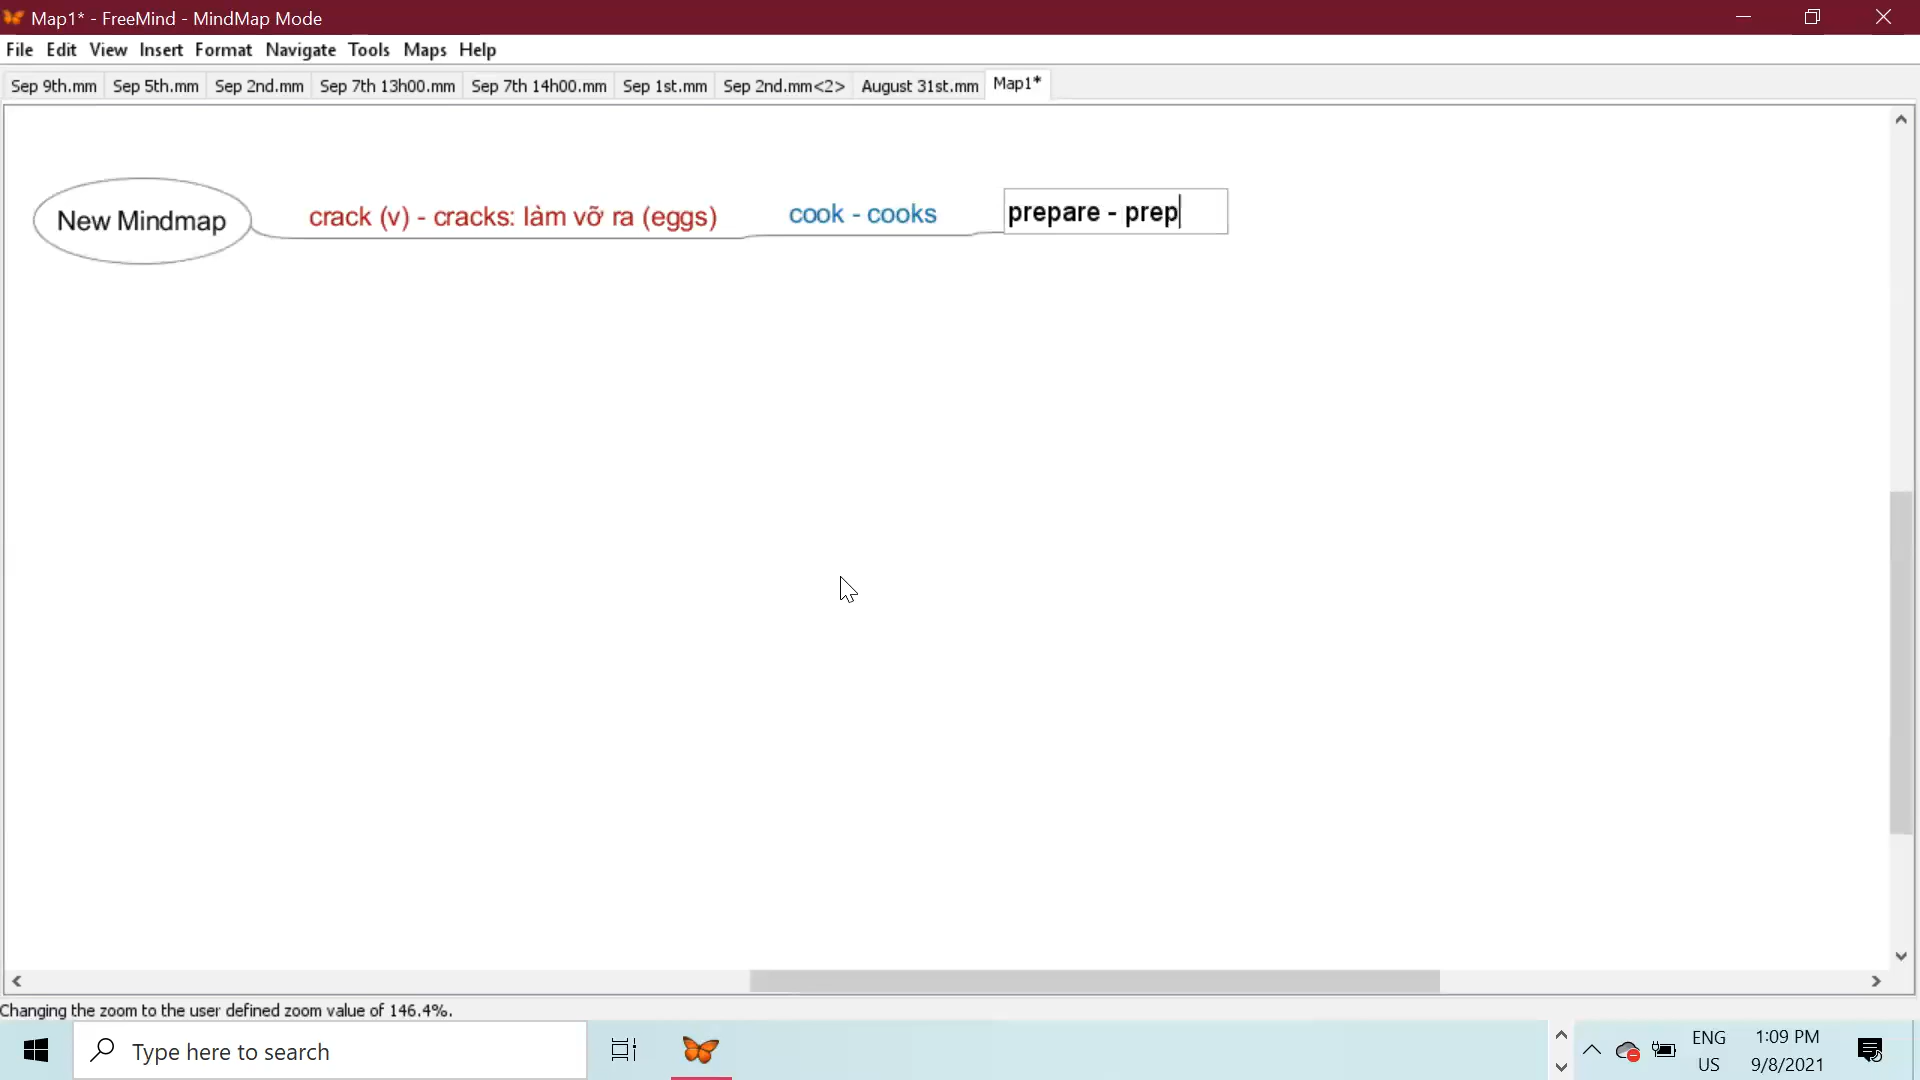 Map1* - FreeMind - MindMap Mode
File Edit View Insert Format Navigate Tools Maps Help
Sep 9th.mm Sep 5th.mm Sep 2nd.mm Sep 7th 13h00.mm Sep 7th 14h00.mm Sep 1st.mm Sep 2nd.mm<2> August 31st.mm Map1*
New Mindmap crack (v) - cracks: làm vỡ ra (eggs) cook - cooks prepare - prep
Changing the zoom to the user defined zoom value of 146.4%.
Type here to search
ENG 1:09 PM
US 9/8/2021